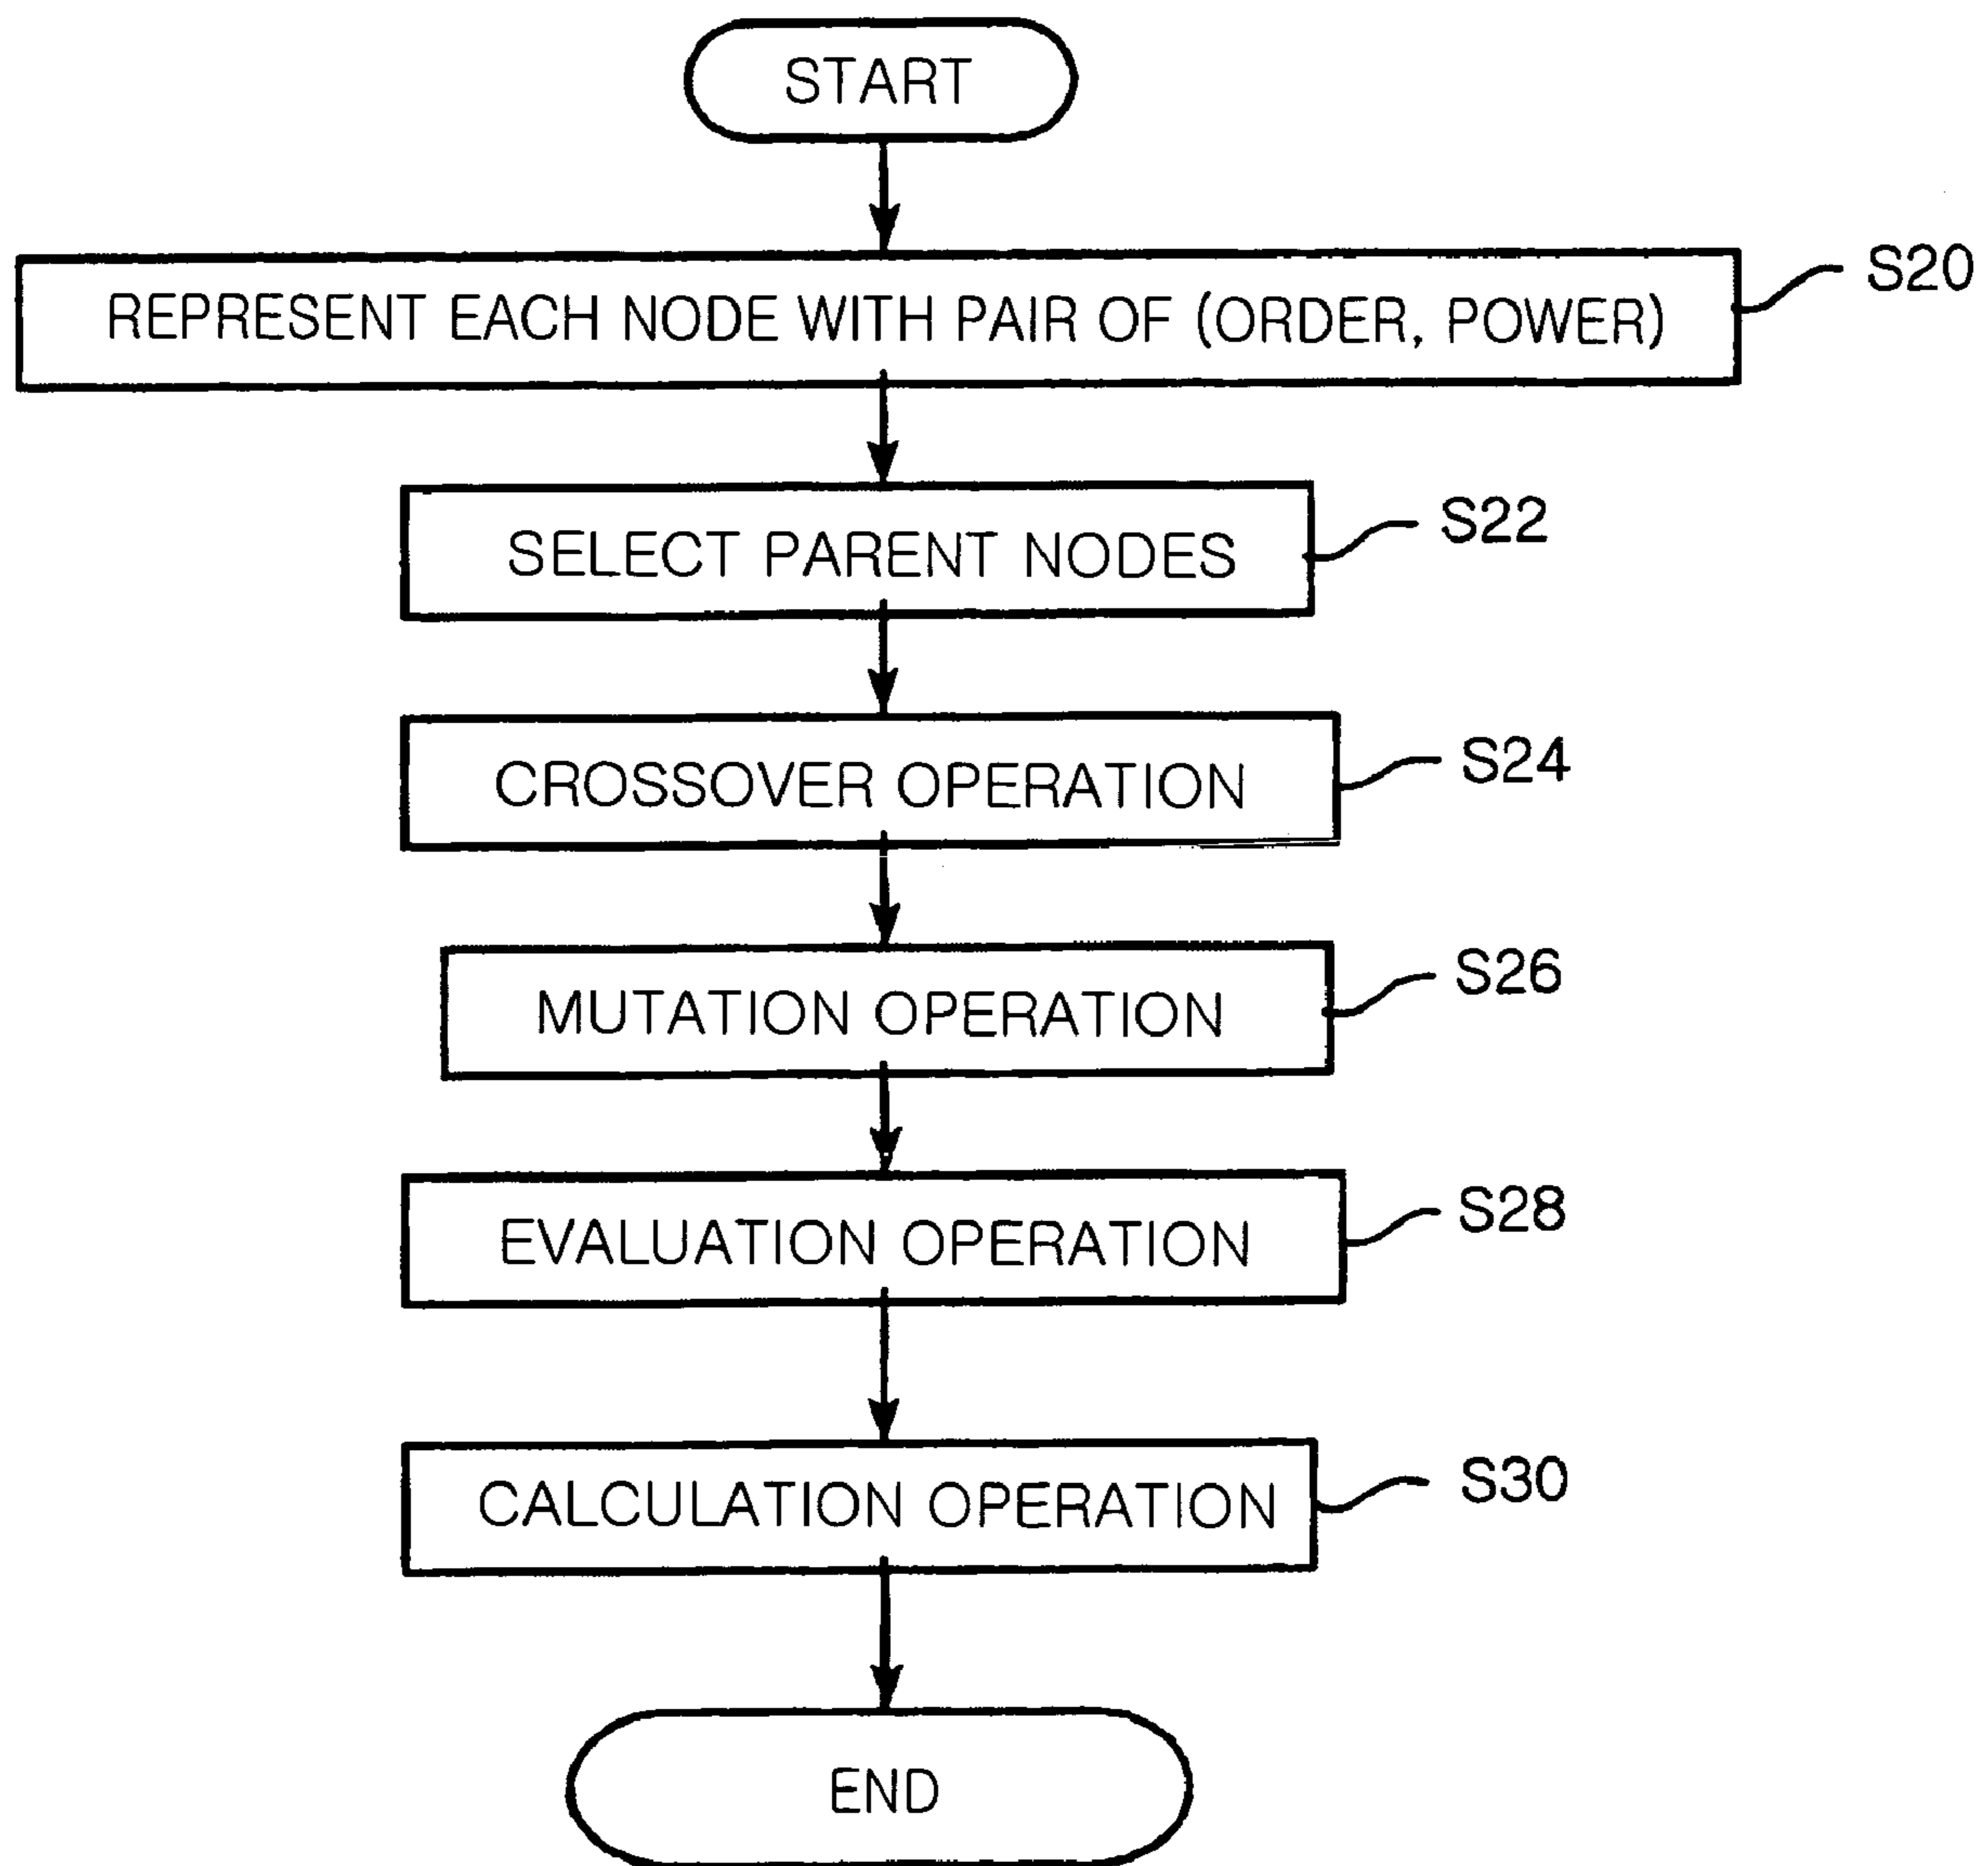 START
REPRESENT EACH NODE WITH PAIR OF (ORDER, POWER)
S20
SELECT PARENT NODES
S22
CROSSOVER OPERATION
S24
MUTATION OPERATION
S26
EVALUATION OPERATION
S28
CALCULATION OPERATION
S30
END